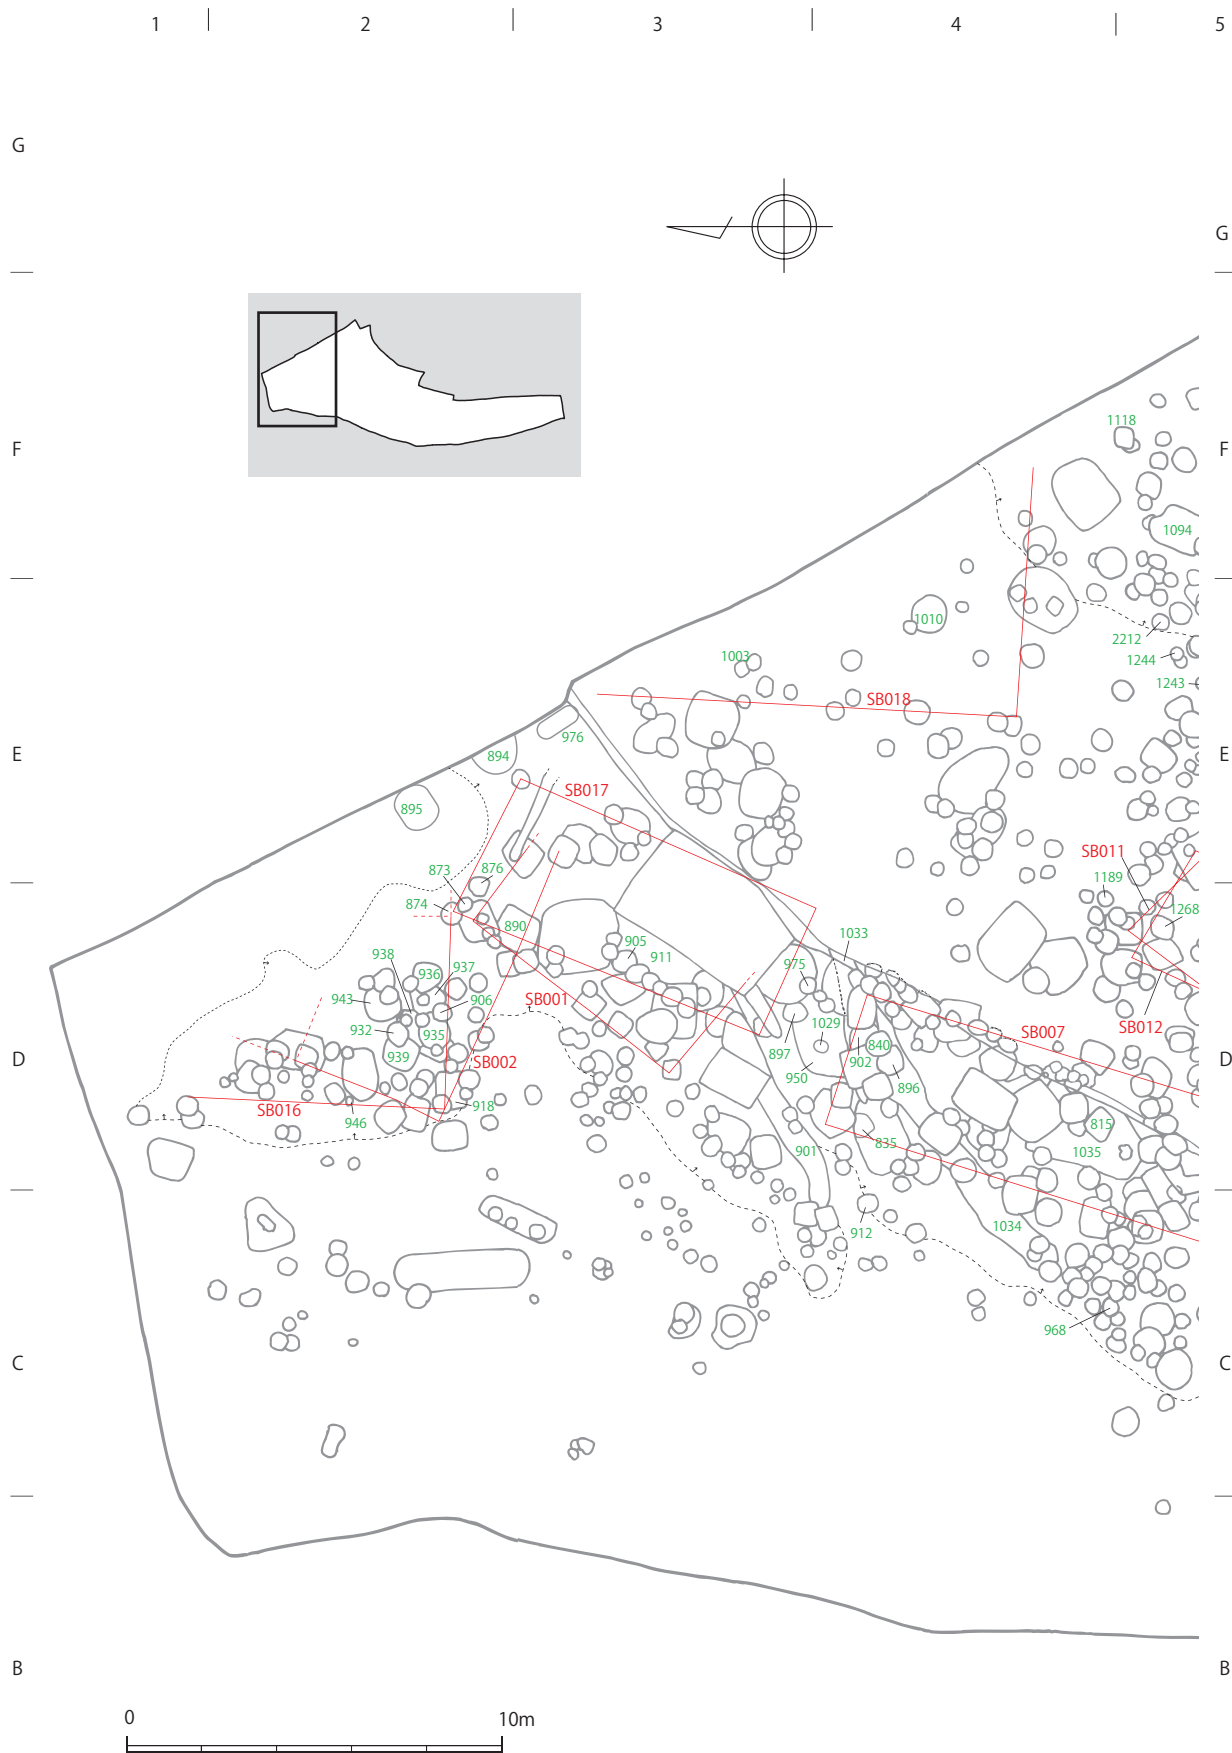 1 2 3 4 5
G
G
1118
F F
1094
1010
2212
1003 1244
1243
SB018
976
E 894 E
SB017
895
SB011
873 876 1189
874 890 1268
905 1033
938 911
936 937 975
943 906 SB001
932 935 1029 SB007 SB012
939 SB002 897 840
D 950 902 D
896
SB016 918
946 815
835
901 1035
912 1034
968
C C
B B
0 10m